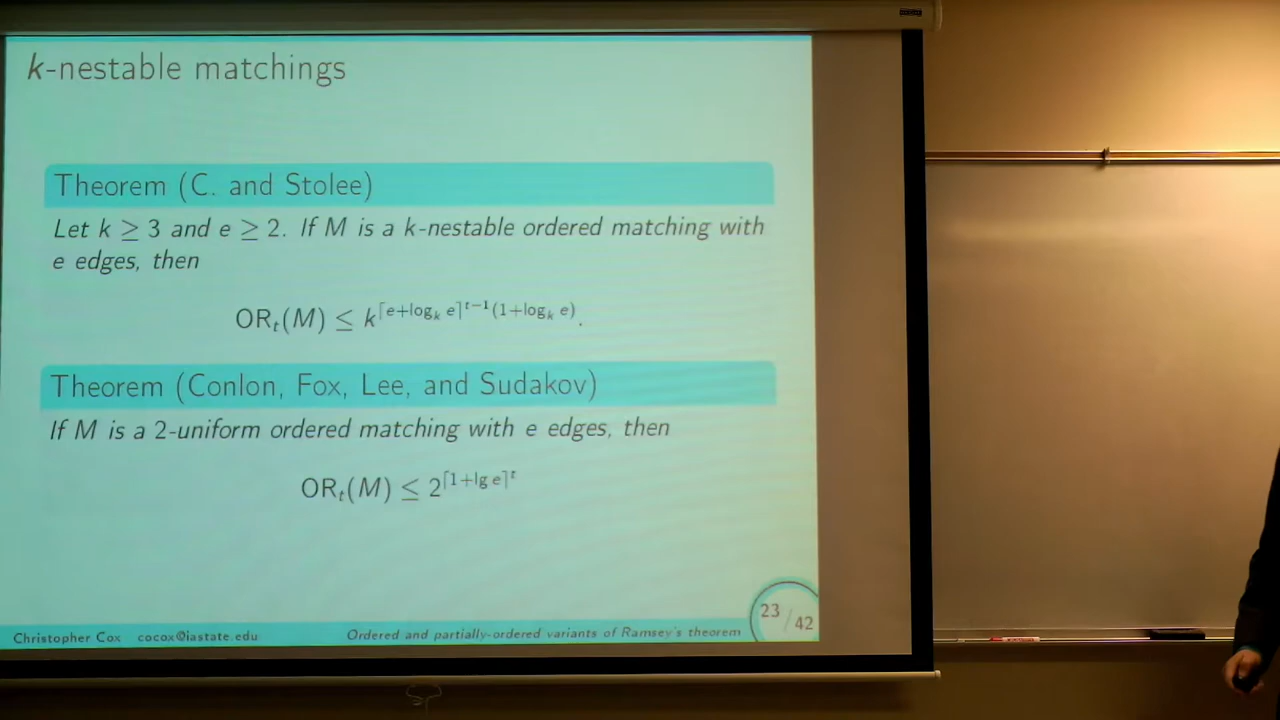 k-nestable matchings
Theorem (C. and Stolee)
Let k ≥ 3 and e ≥ 2. If M is a k-nestable ordered matching with
e edges, then
OR_t(M) ≤ k^{⌈e+log_k e⌉^{t−1}(1+log_k e)}.
Theorem (Conlon, Fox, Lee, and Sudakov)
If M is a 2-uniform ordered matching with e edges, then
OR_t(M) ≤ 2^{⌈1+lg e⌉^t}
23/42
Christopher Cox cocox@iastate.edu Ordered and partially-ordered variants of Ramsey's theorem